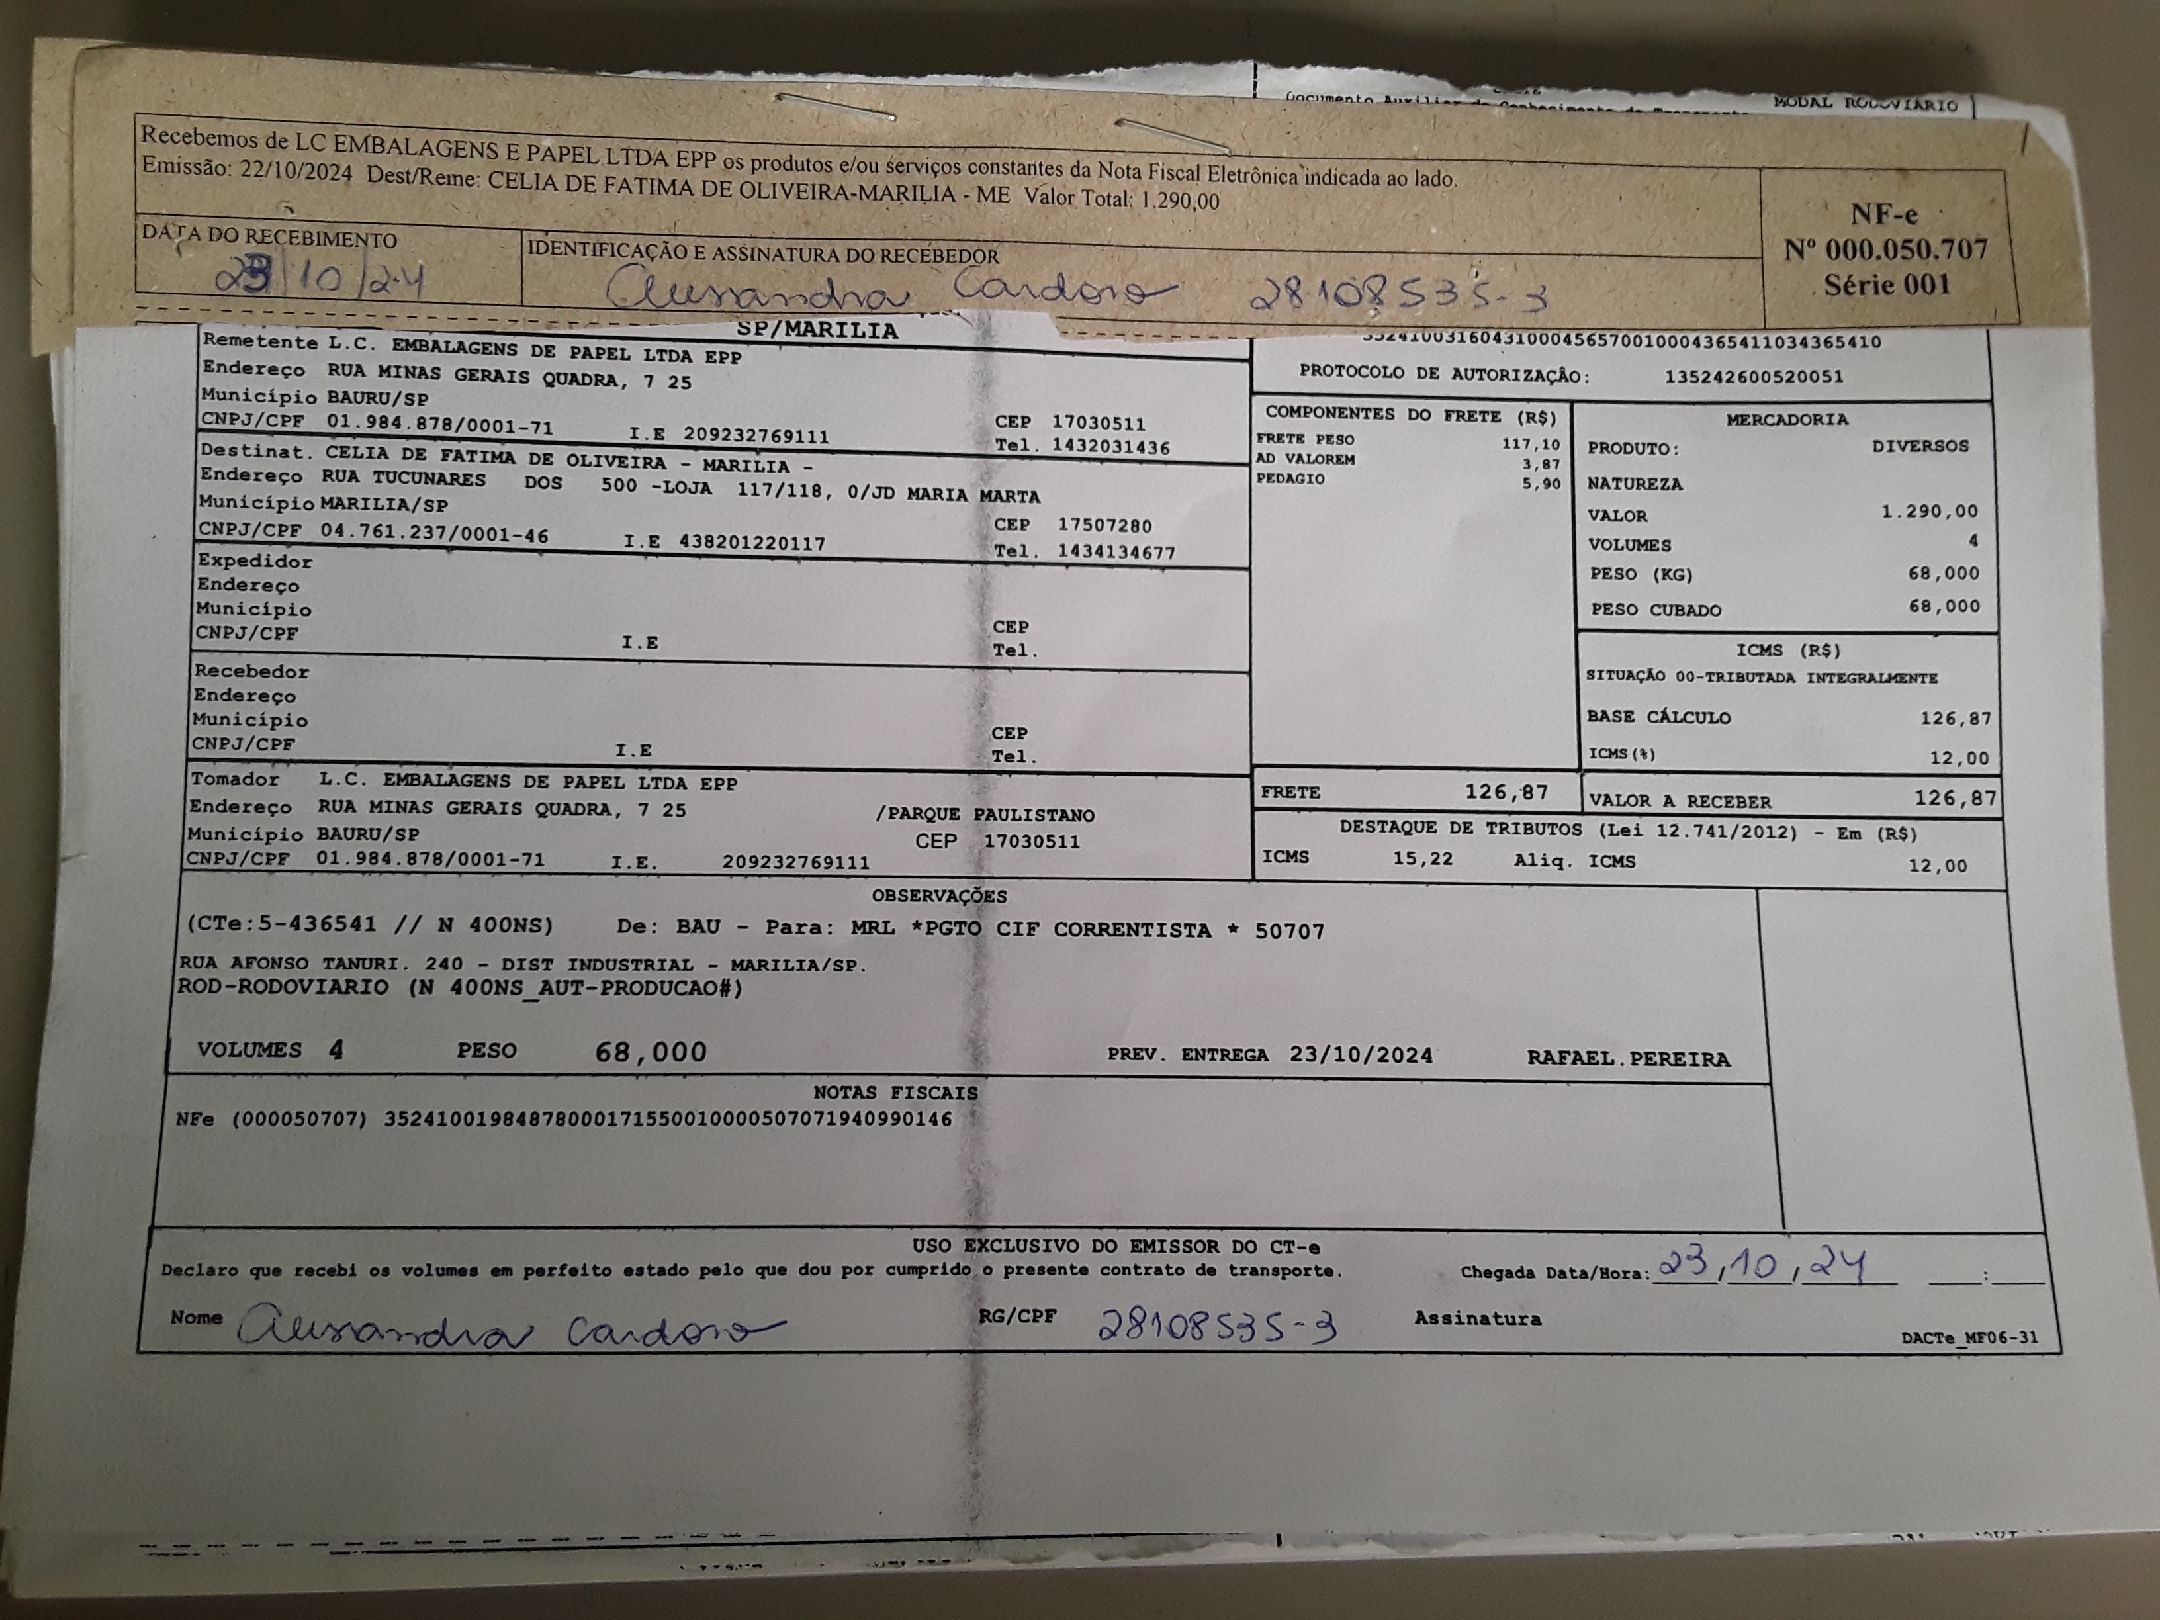 MODAL RODOVIÁRIO
Recebemos de LC EMBALAGENS E PAPEL LTDA EPP os produtos e/ou serviços constantes da Nota Fiscal Eletrônica indicada ao lado.
Emissão: 22/10/2024 Dest/Reme: CELIA DE FATIMA DE OLIVEIRA-MARILIA - ME Valor Total: 1.290,00
NF-e
Nº 000.050.707
Série 001
DATA DO RECEBIMENTO
23/10/24
IDENTIFICAÇÃO E ASSINATURA DO RECEBEDOR
Alessandra Cardoso 28108535-3
SP/MARILIA
Remetente L.C. EMBALAGENS DE PAPEL LTDA EPP
Endereço RUA MINAS GERAIS QUADRA, 7 25
Município BAURU/SP
CEP 17030511
CNPJ/CPF 01.984.878/0001-71 I.E 209232769111
Tel. 1432031436
Destinat. CELIA DE FATIMA DE OLIVEIRA - MARILIA -
Endereço RUA TUCUNARES DOS 500 -LOJA 117/118, 0/JD MARIA MARTA
Município MARILIA/SP
CEP 17507280
CNPJ/CPF 04.761.237/0001-46 I.E 438201220117
Tel. 1434134677
Expedidor
Endereço
Município
CEP
CNPJ/CPF I.E
Tel.
Recebedor
Endereço
Município
CEP
CNPJ/CPF I.E
Tel.
Tomador L.C. EMBALAGENS DE PAPEL LTDA EPP
Endereço RUA MINAS GERAIS QUADRA, 7 25 /PARQUE PAULISTANO
Município BAURU/SP CEP 17030511
CNPJ/CPF 01.984.878/0001-71 I.E. 209232769111
PROTOCOLO DE AUTORIZAÇÃO: 135242600520051
COMPONENTES DO FRETE (R$)
FRETE PESO 117,10
AD VALOREM 3,87
PEDAGIO 5,90
MERCADORIA
PRODUTO: DIVERSOS
NATUREZA
VALOR 1.290,00
VOLUMES 4
PESO (KG) 68,000
PESO CUBADO 68,000
ICMS (R$)
SITUAÇÃO 00-TRIBUTADA INTEGRALMENTE
BASE CÁLCULO 126,87
ICMS(%) 12,00
FRETE 126,87
VALOR A RECEBER 126,87
DESTAQUE DE TRIBUTOS (Lei 12.741/2012) - Em (R$)
ICMS 15,22 Aliq. ICMS 12,00
OBSERVAÇÕES
(CTe:5-436541 // N 400NS) De: BAU - Para: MRL *PGTO CIF CORRENTISTA * 50707
RUA AFONSO TANURI. 240 - DIST INDUSTRIAL - MARILIA/SP.
ROD-RODOVIARIO (N 400NS_AUT-PRODUCAO#)
VOLUMES 4 PESO 68,000 PREV. ENTREGA 23/10/2024 RAFAEL.PEREIRA
NOTAS FISCAIS
NFe (000050707) 35241001984878000171550010000507071940990146
USO EXCLUSIVO DO EMISSOR DO CT-e
Declaro que recebi os volumes em perfeito estado pelo que dou por cumprido o presente contrato de transporte.
Chegada Data/Hora: 23,10,24 :
Nome Alessandra Cardoso RG/CPF 28108535-3 Assinatura
DACTe_MF06-31